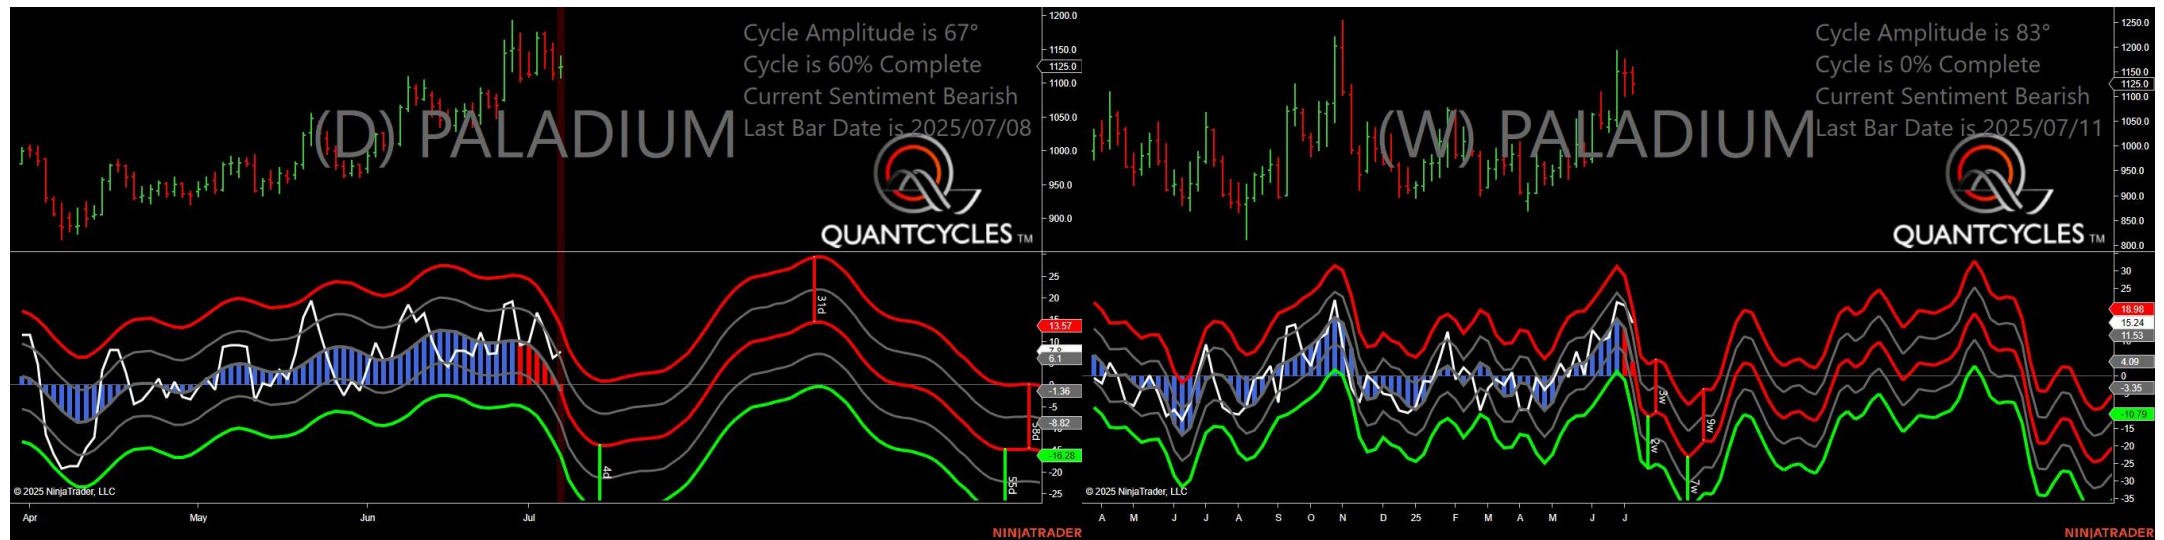 Cycle Amplitude is 67°
Cycle is 60% Complete
Current Sentiment Bearish
Last Bar Date is 2025/07/08
(D) PALADIUM
QUANTCYCLES TM
1200.0
1150.0
1125.0
1100.0
1050.0
1000.0
950.0
900.0
25
20
13.57
10
6.1
-1.36
-5
-8.82
-16.28
-20
-25
31d
4d
55d
58d
© 2025 NinjaTrader, LLC
Apr May Jun Jul
NINJATRADER
Cycle Amplitude is 83°
Cycle is 0% Complete
Current Sentiment Bearish
Last Bar Date is 2025/07/11
(W) PALADIUM
QUANTCYCLES TM
1250.0
1200.0
1150.0
1125.0
1100.0
1050.0
1000.0
950.0
900.0
850.0
800.0
30
25
18.98
15.24
11.53
4.09
0
-3.35
-10.79
-15
-20
-25
-30
-35
3w
2w
9w
7w
© 2025 NinjaTrader, LLC
A M J J A S O N D 25 F M A M J J
NINJATRADER